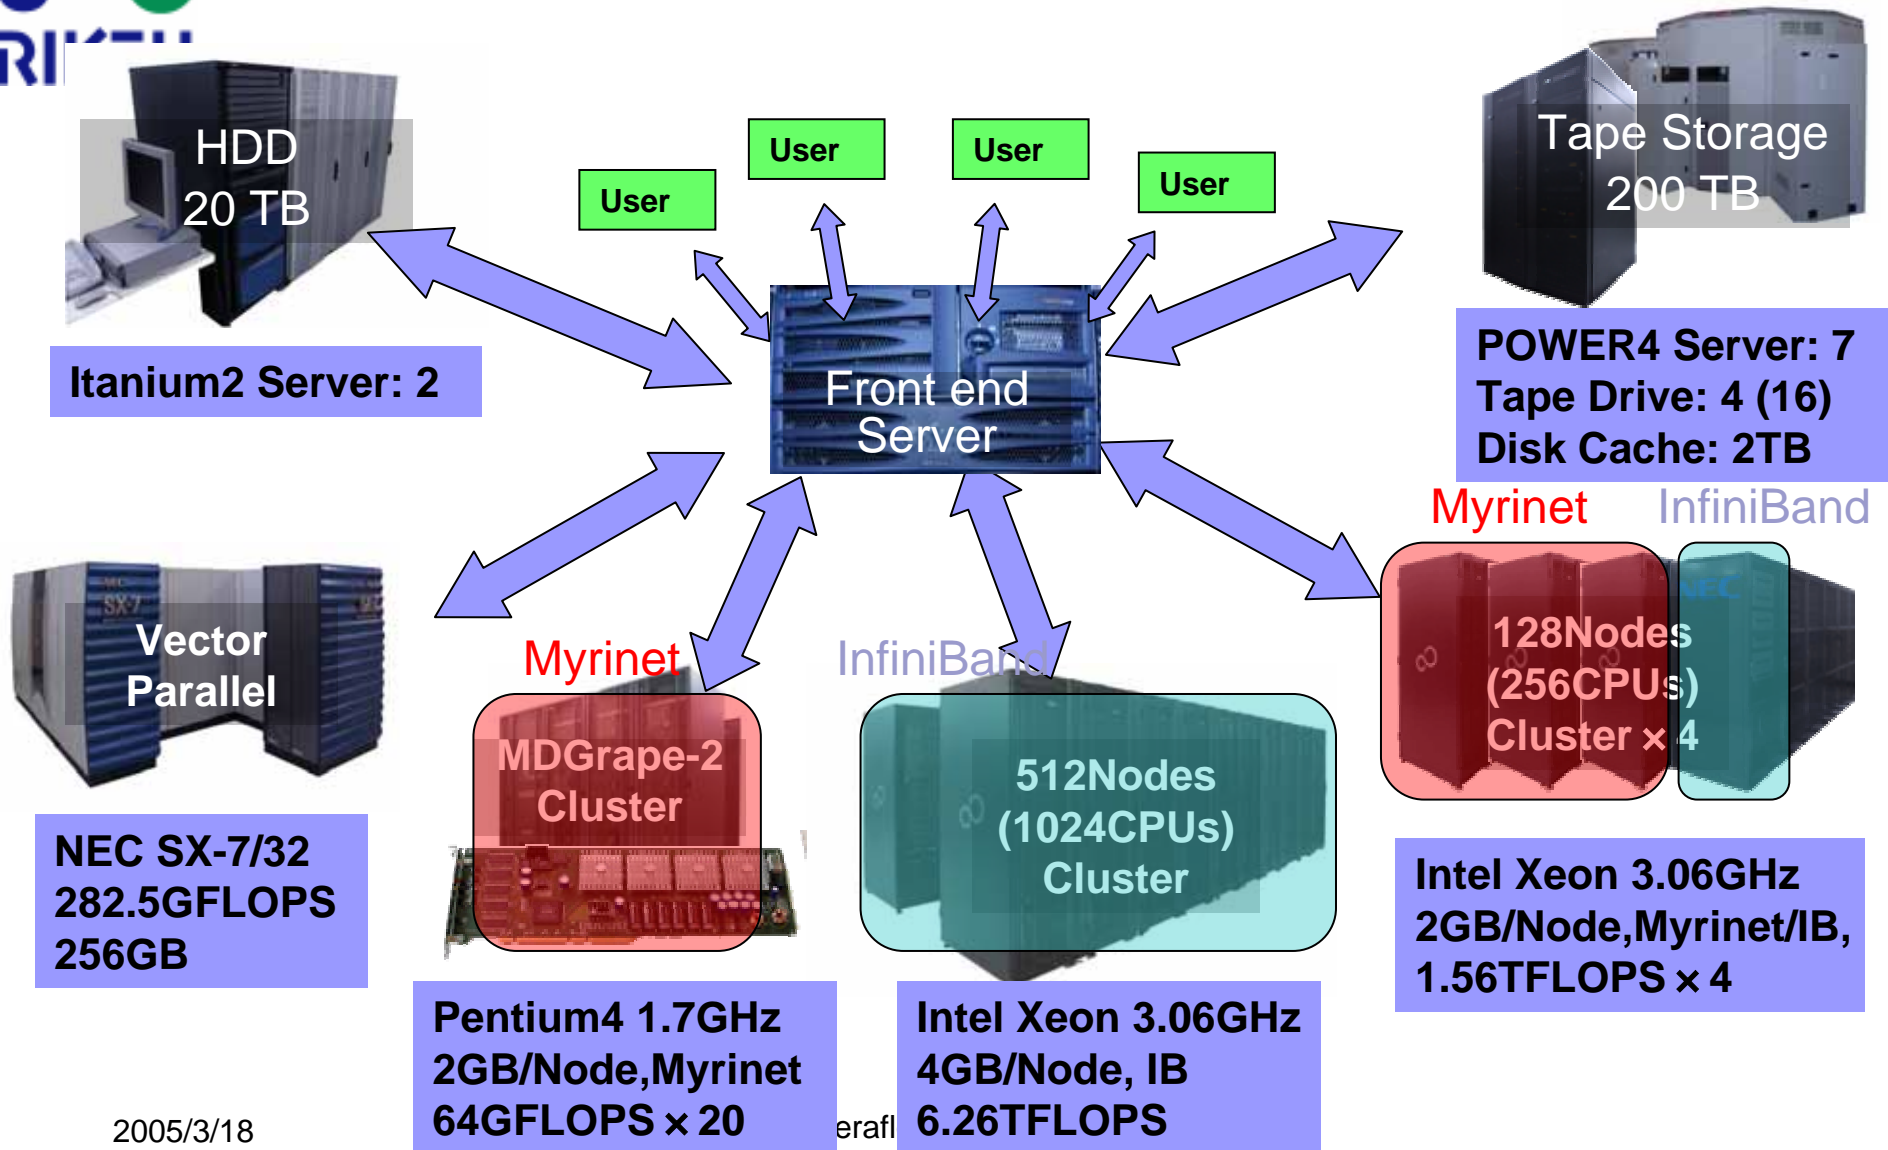 HDD
20 TB
User
User
User
User
Tape Storage
200 TB
Itanium2 Server: 2
Front end
Server
POWER4 Server: 7
Tape Drive: 4 (16)
Disk Cache: 2TB
Myrinet
InfiniBand
SX-7
Vector
Parallel
Myrinet
InfiniBand
NEC
128Nodes
(256CPUs)
Cluster × 4
MDGrape-2
Cluster
512Nodes
(1024CPUs)
Cluster
NEC SX-7/32
282.5GFLOPS
256GB
Intel Xeon 3.06GHz
2GB/Node,Myrinet/IB,
1.56TFLOPS × 4
Pentium4 1.7GHz
2GB/Node,Myrinet
64GFLOPS × 20
Intel Xeon 3.06GHz
4GB/Node, IB
6.26TFLOPS
2005/3/18